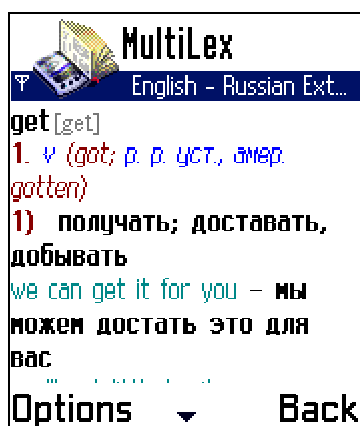 MultiLex
English - Russian Ext...
get [get]
1. v (got; p. p. уст., амер.
gotten)
1) получать; доставать,
добывать
we can get it for you – мы
можем достать это для
вас
Options Back